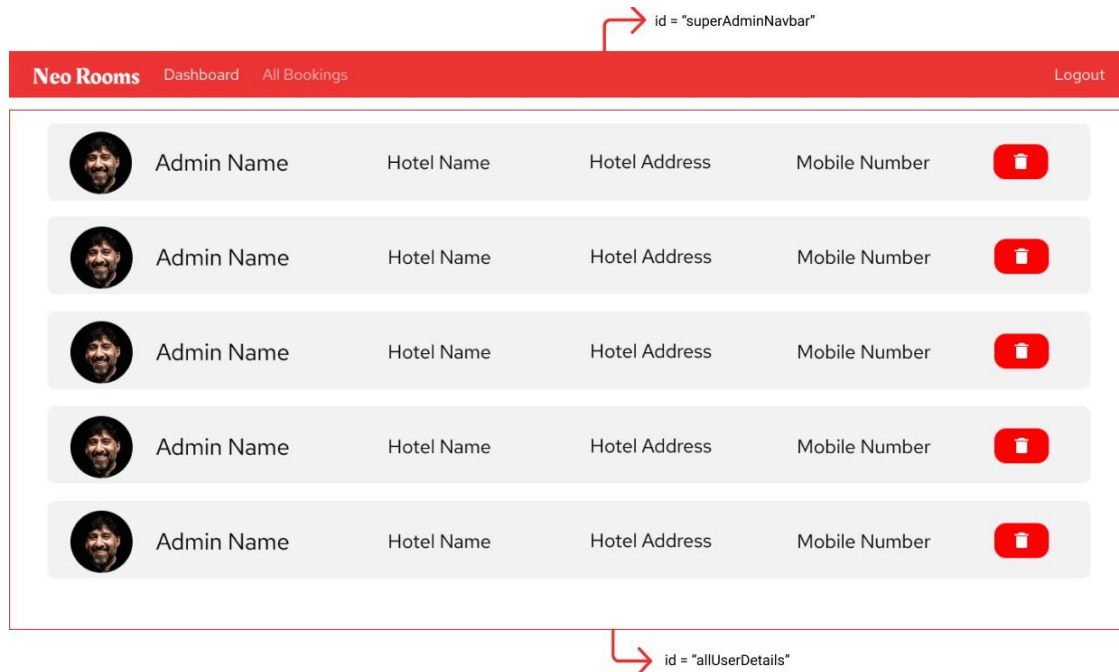 id = “superAdminNavbar”
Neo Rooms Dashboard All Bookings Logout
Admin Name Hotel Name Hotel Address Mobile Number
Admin Name Hotel Name Hotel Address Mobile Number
Admin Name Hotel Name Hotel Address Mobile Number
Admin Name Hotel Name Hotel Address Mobile Number
Admin Name Hotel Name Hotel Address Mobile Number
id = “allUserDetails”